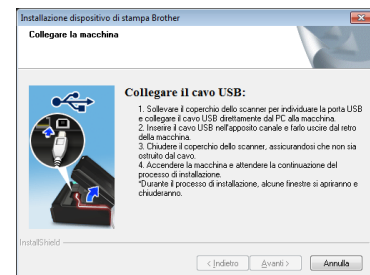 Installazione dispositivo di stampa Brother
Collegare la macchina
Collegare il cavo USB:
1. Sollevare il coperchio dello scanner per individuare la porta USB
e collegare il cavo USB direttamente dal PC alla macchina.
2. Inserire il cavo USB nell'apposito canale e farlo uscire dal retro
della macchina.
3. Chiudere il coperchio dello scanner, assicurandosi che non sia
ostruito dal cavo.
4. Accendere la macchina e attendere la continuazione del
processo di installazione.
*Durante il processo di installazione, alcune finestre si apriranno e
chiuderanno.
InstallShield
< Indietro
Avanti >
Annulla